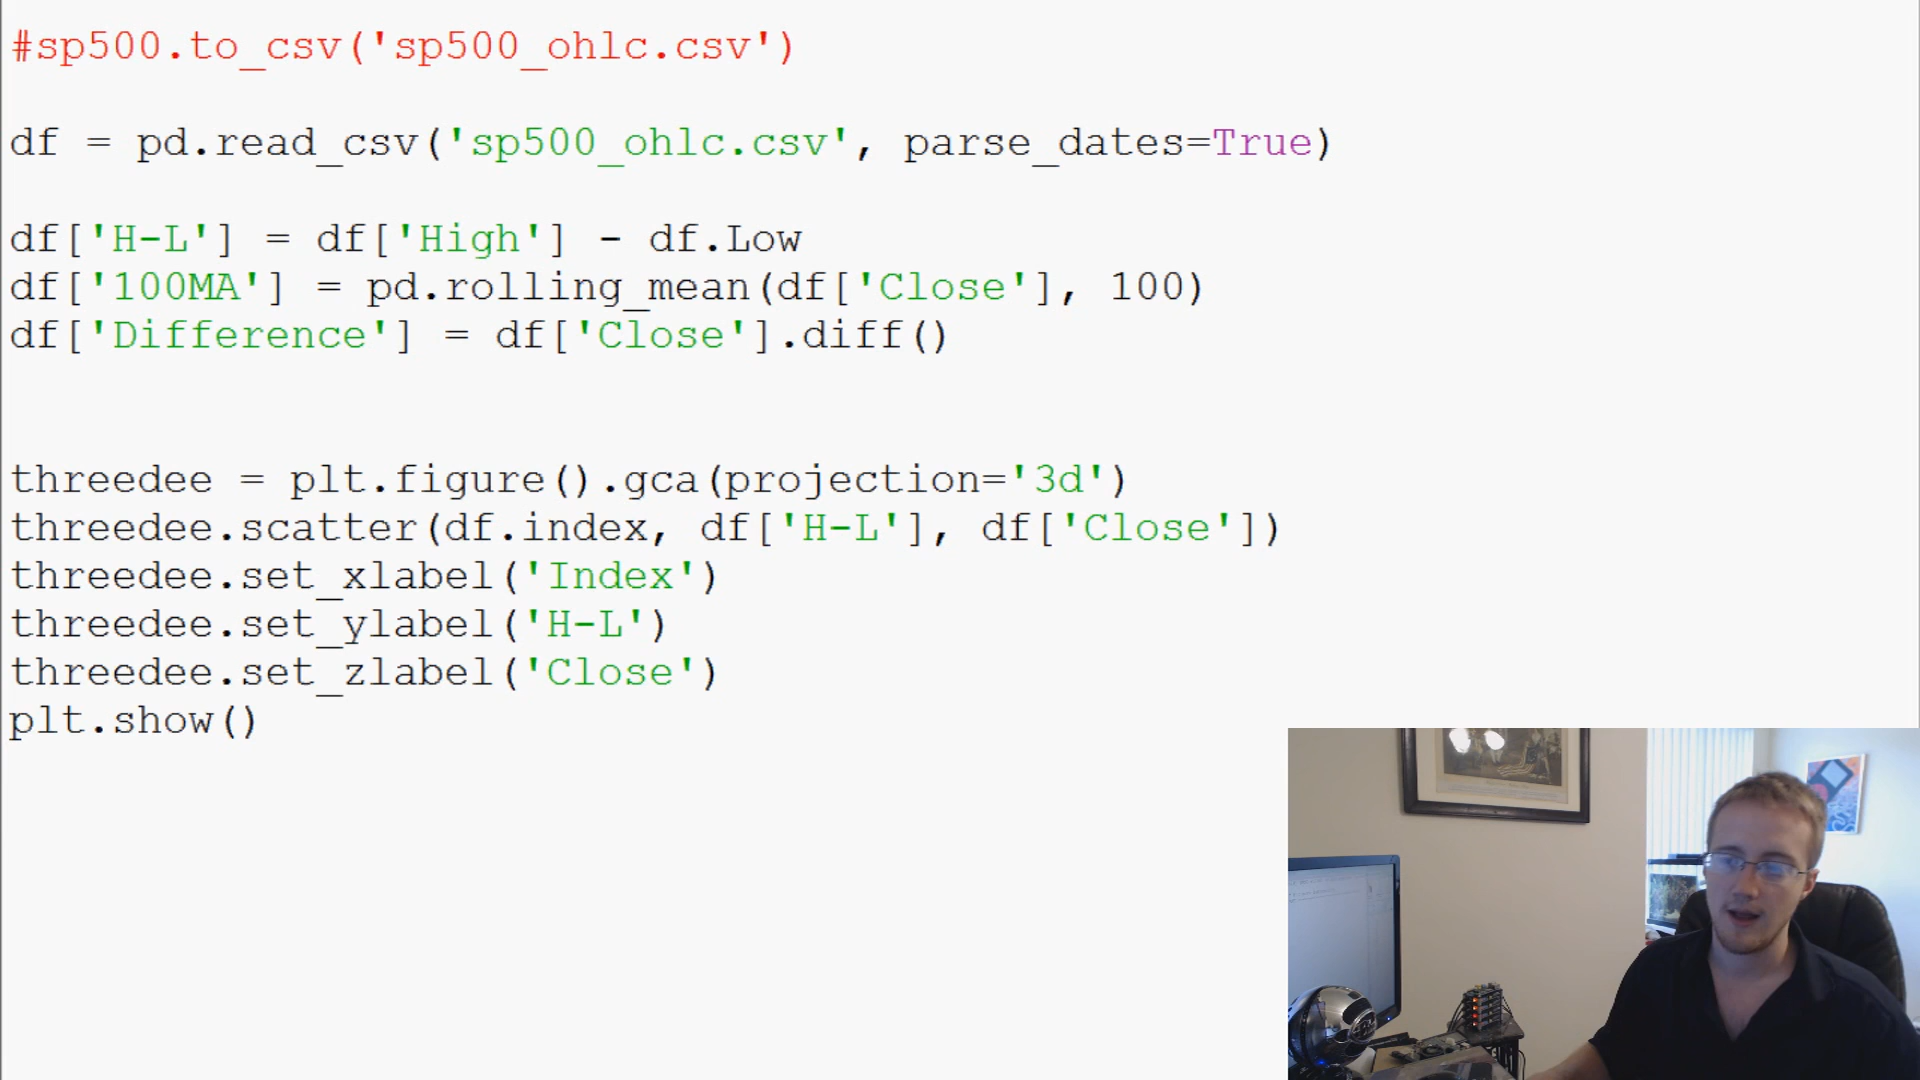 #sp500.to_csv('sp500_ohlc.csv')
df = pd.read_csv('sp500_ohlc.csv', parse_dates=True)
df['H-L'] = df['High'] - df.Low
df['100MA'] = pd.rolling_mean(df['Close'], 100)
df['Difference'] = df['Close'].diff()
threedee = plt.figure().gca(projection='3d')
threedee.scatter(df.index, df['H-L'], df['Close'])
threedee.set_xlabel('Index')
threedee.set_ylabel('H-L')
threedee.set_zlabel('Close')
plt.show()